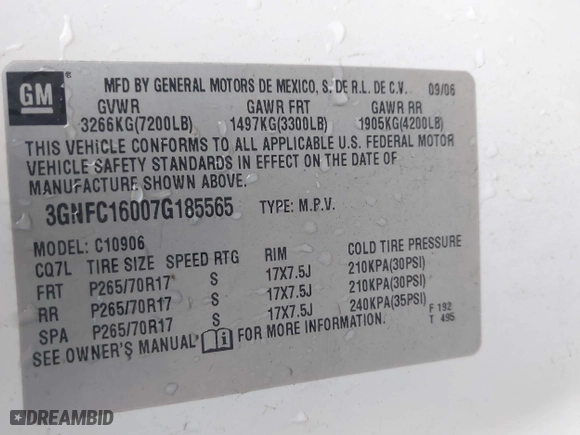 GM
®
MFD BY GENERAL MOTORS DE MEXICO, S. DE R.L. DE C.V. 09/06
GVWR GAWR FRT GAWR RR
3266KG(7200LB) 1497KG(3300LB) 1905KG(4200LB)
THIS VEHICLE CONFORMS TO ALL APPLICABLE U.S. FEDERAL MOTOR
VEHICLE SAFETY STANDARDS IN EFFECT ON THE DATE OF
MANUFACTURE SHOWN ABOVE.
3GNFC16007G185565 TYPE: M.P.V.
MODEL: C10906
CQ7L TIRE SIZE SPEED RTG RIM COLD TIRE PRESSURE
FRT P265/70R17 S 17X7.5J 210KPA(30PSI)
RR P265/70R17 S 17X7.5J 210KPA(30PSI)
SPA P265/70R17 S 17X7.5J 240KPA(35PSI)
SEE OWNER'S MANUAL FOR MORE INFORMATION.
F 192
T 495
DREAMBID